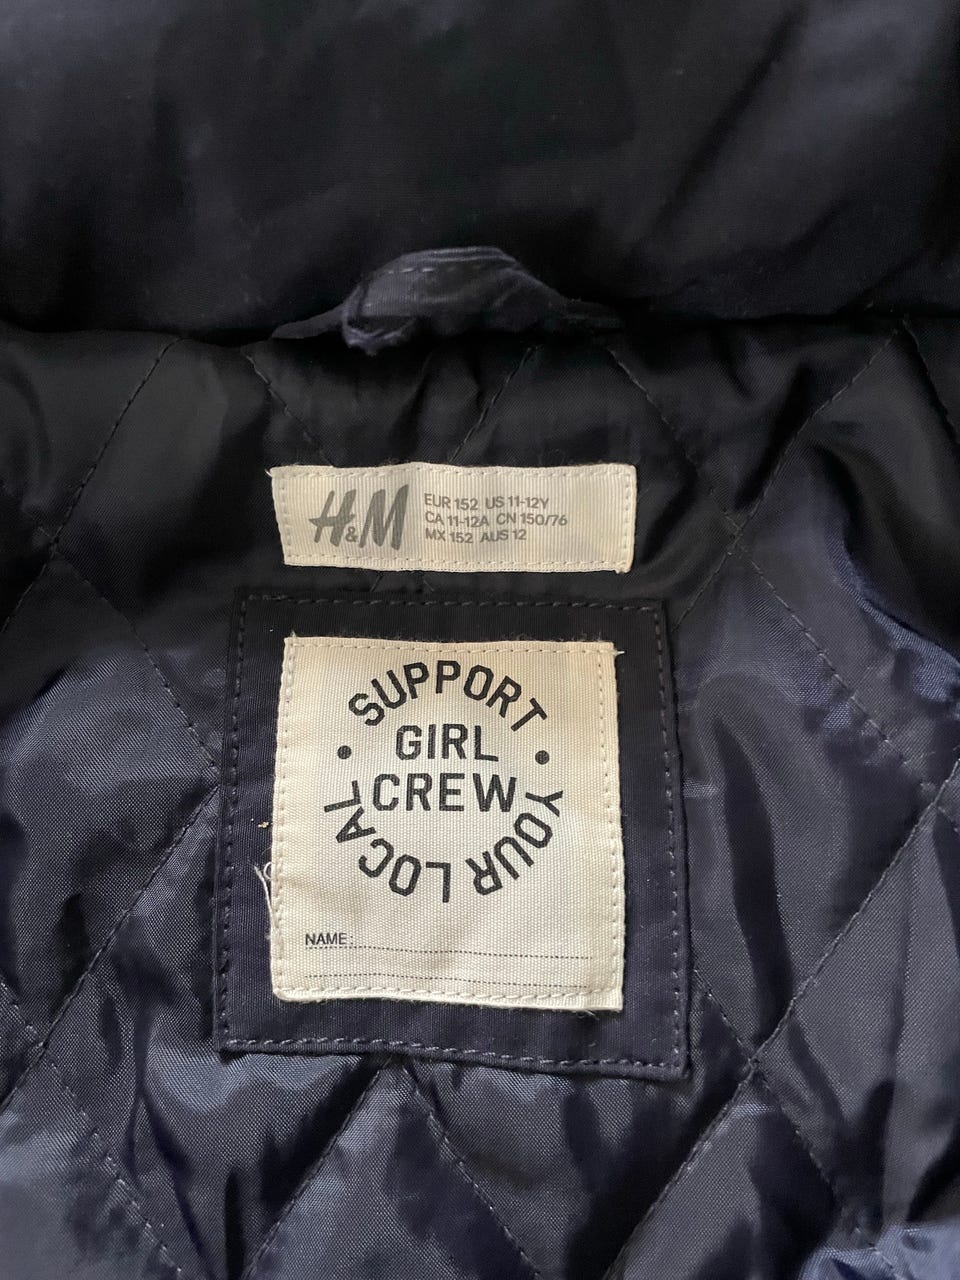 H&M
EUR 152 US 11-12Y
CA 11-12A CN 150/76
MX 152 AUS 12
SUPPORT
• GIRL •
CREW
YOUR LOCAL
NAME: